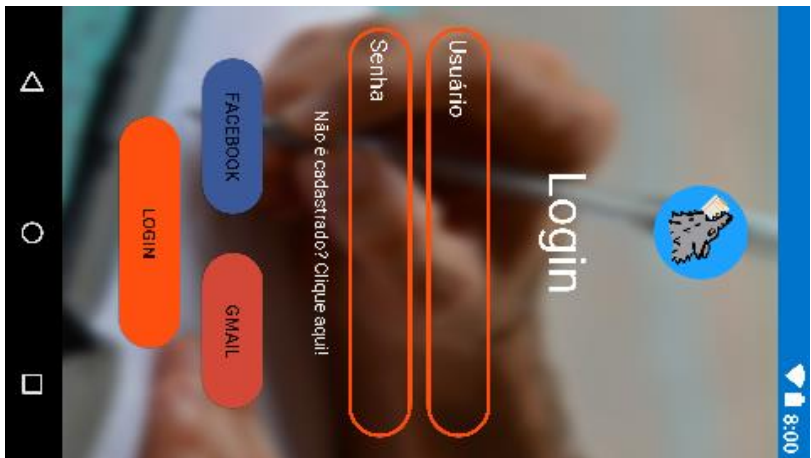 8:00
Login
Usuário
Senha
Não é cadastrado? Clique aqui!
FACEBOOK
GMAIL
LOGIN